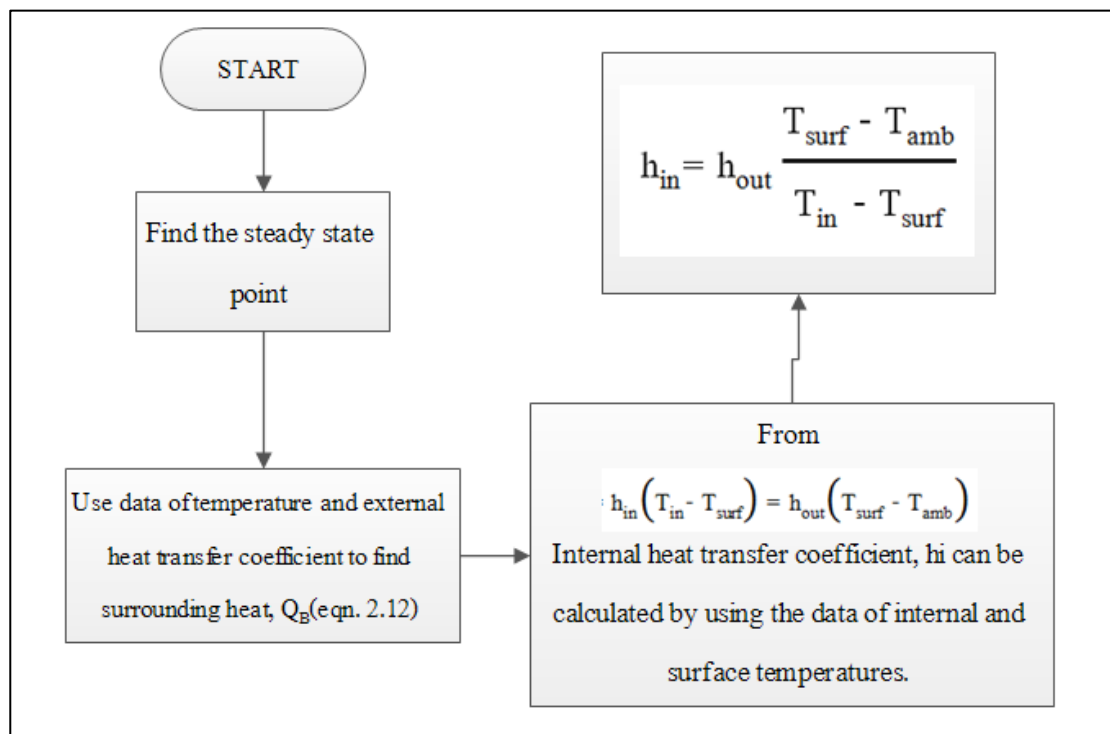 START
Find the steady state
point
Use data of temperature and external
heat transfer coefficient to find
surrounding heat, Q_B(eqn. 2.12)
From
h_in(T_in - T_surf) = h_out(T_surf - T_amb)
Internal heat transfer coefficient, hi can be
calculated by using the data of internal and
surface temperatures.
h_in= h_out (T_surf - T_amb) / (T_in - T_surf)